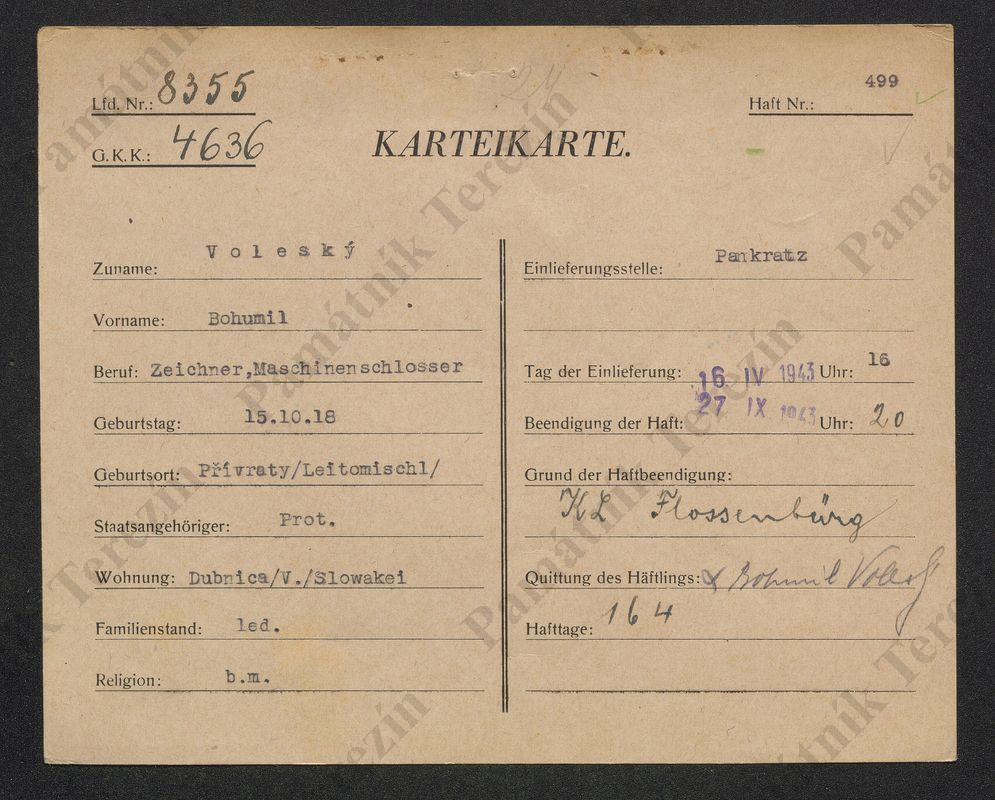 Lfd. Nr.: 8355
G.K.K.: 4636
Haft Nr.: 499
KARTEIKARTE.
Zuname: Voleský
Vorname: Bohumil
Beruf: Zeichner,Maschinenschlosser
Geburtstag: 15.10.18
Geburtsort: Přívraty/Leitomischl/
Staatsangehöriger: Prot.
Wohnung: Dubnica/V./Slowakei
Familienstand: led.
Religion: b.m.
Einlieferungsstelle: Pankratz
Tag der Einlieferung: 16 IV 1943 Uhr: 16
Beendigung der Haft: 27 IX 1943 Uhr: 20
Grund der Haftbeendigung:
KL Flossenbürg
Quittung des Häftlings: Bohumil
Hafttage: 164
Památník Terezín